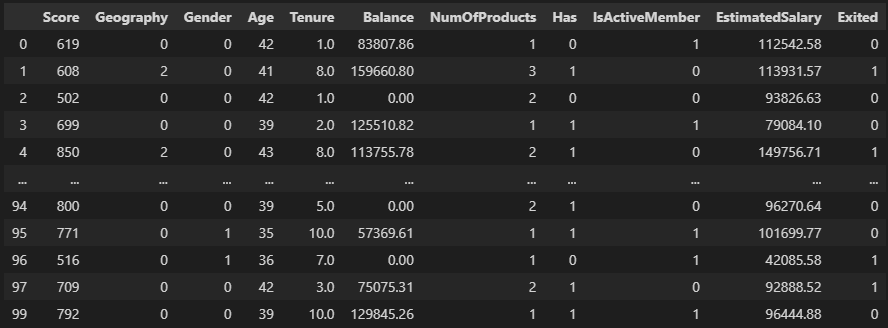 Score Geography Gender Age Tenure Balance NumOfProducts Has IsActiveMember EstimatedSalary Exited
0 619 0 0 42 1.0 83807.86 1 0 1 112542.58 0
1 608 2 0 41 8.0 159660.80 3 1 0 113931.57 1
2 502 0 0 42 1.0 0.00 2 0 0 93826.63 0
3 699 0 0 39 2.0 125510.82 1 1 1 79084.10 0
4 850 2 0 43 8.0 113755.78 2 1 0 149756.71 1
... ... ... ... ... ... ... ... ... ... ... ...
94 800 0 0 39 5.0 0.00 2 1 0 96270.64 0
95 771 0 1 35 10.0 57369.61 1 1 1 101699.77 0
96 516 0 1 36 7.0 0.00 1 0 1 42085.58 1
97 709 0 0 42 3.0 75075.31 2 1 0 92888.52 1
99 792 0 0 39 10.0 129845.26 1 1 1 96444.88 0